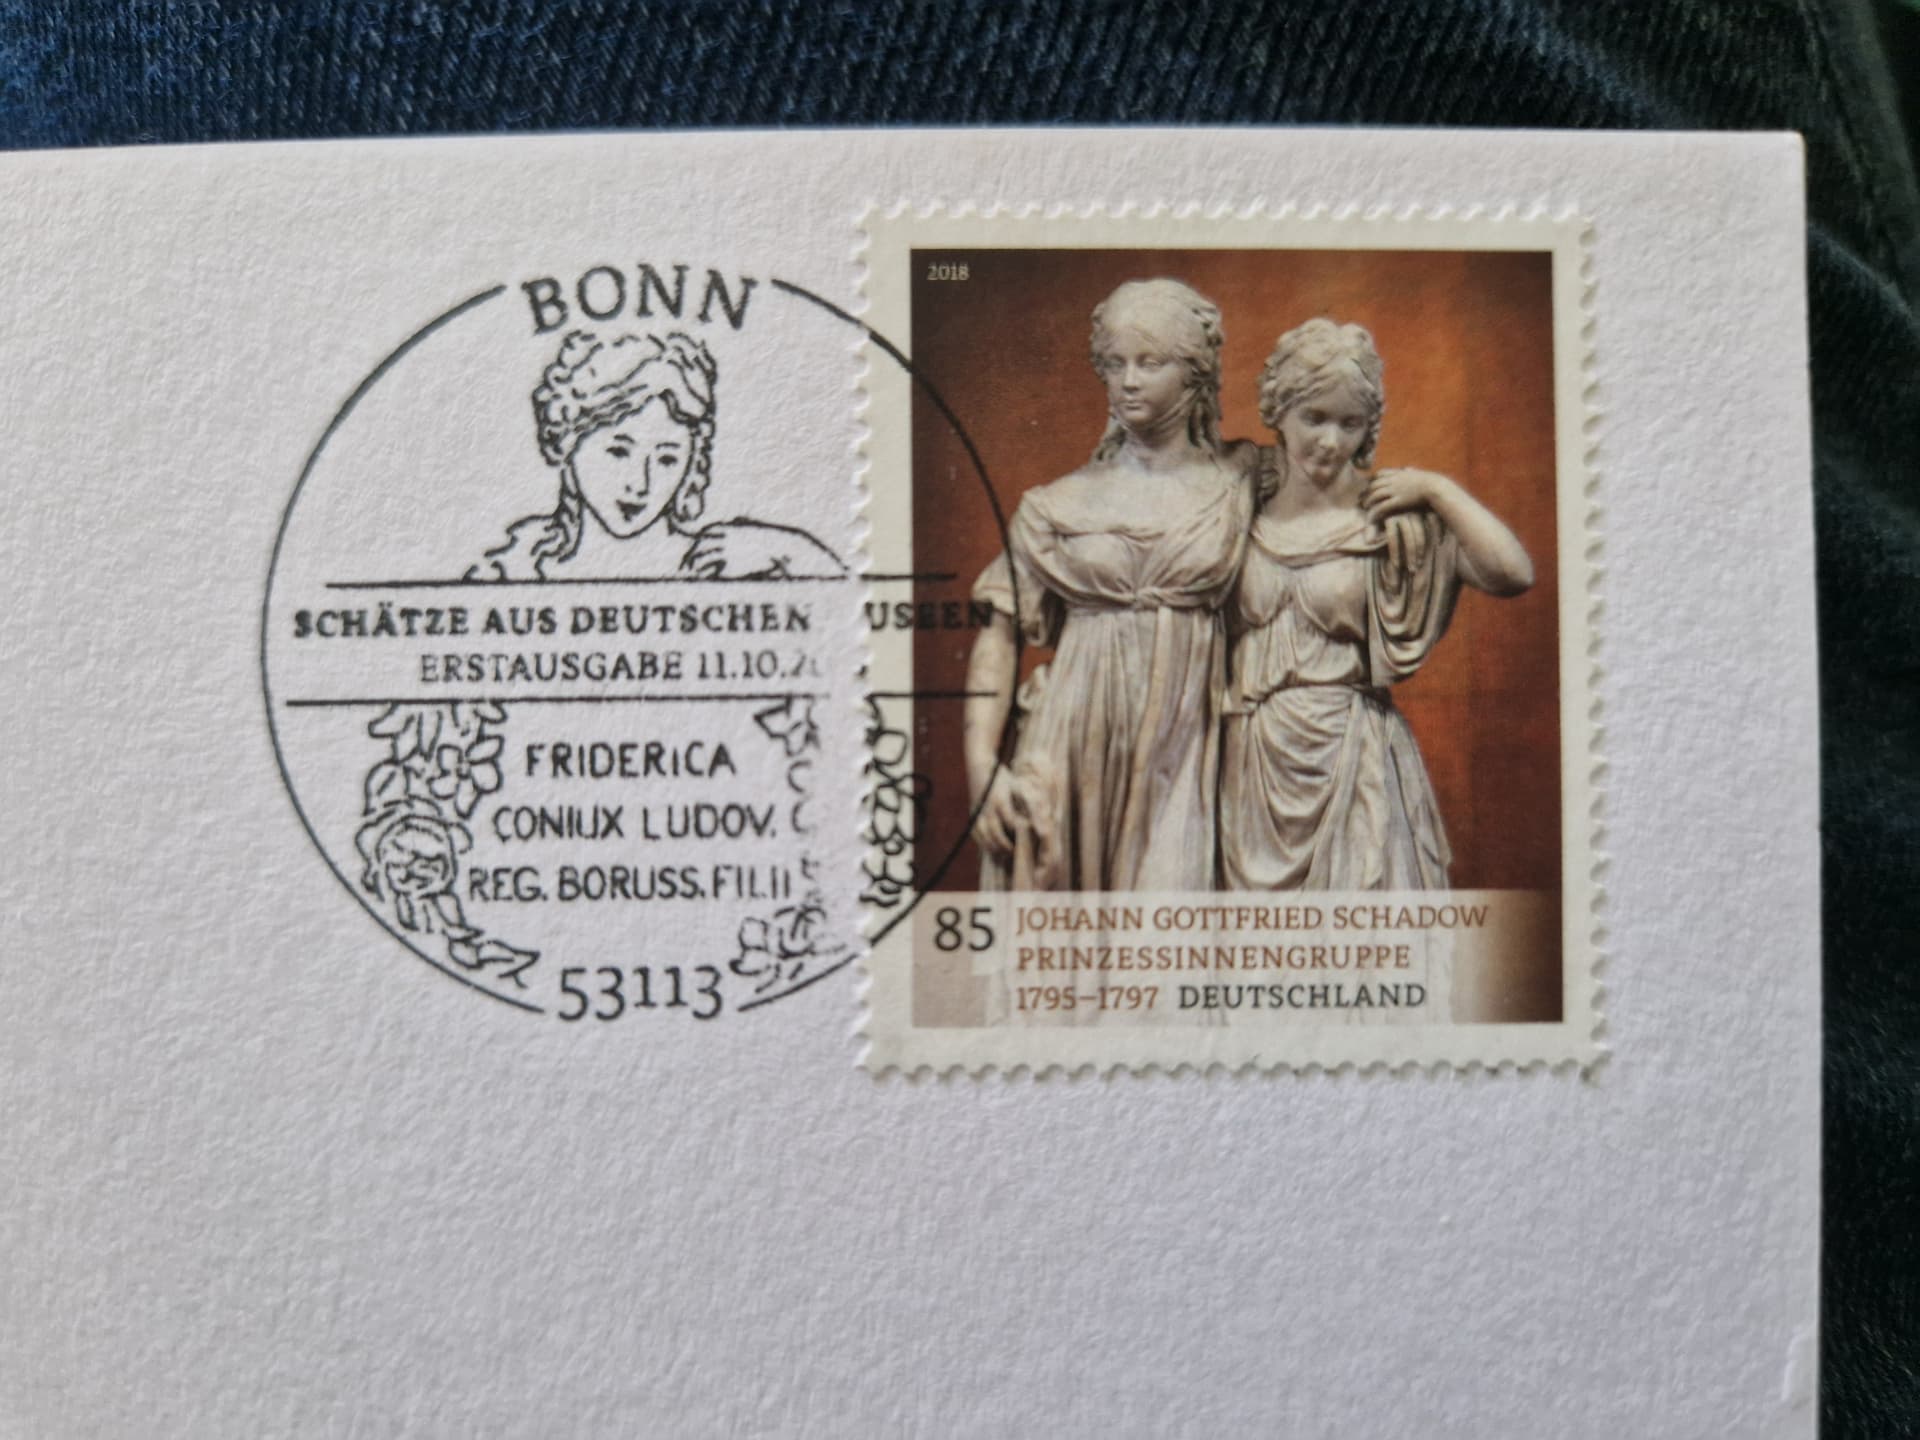 BONN
SCHÄTZE AUS DEUTSCHEN
ERSTAUSGABE 11.10.
FRIDERICA
CONIUX LUDOV.
REG. BORUSS. FILII
53113
2018
85
JOHANN GOTTFRIED SCHADOW
PRINZESSINNENGRUPPE
1795–1797 DEUTSCHLAND